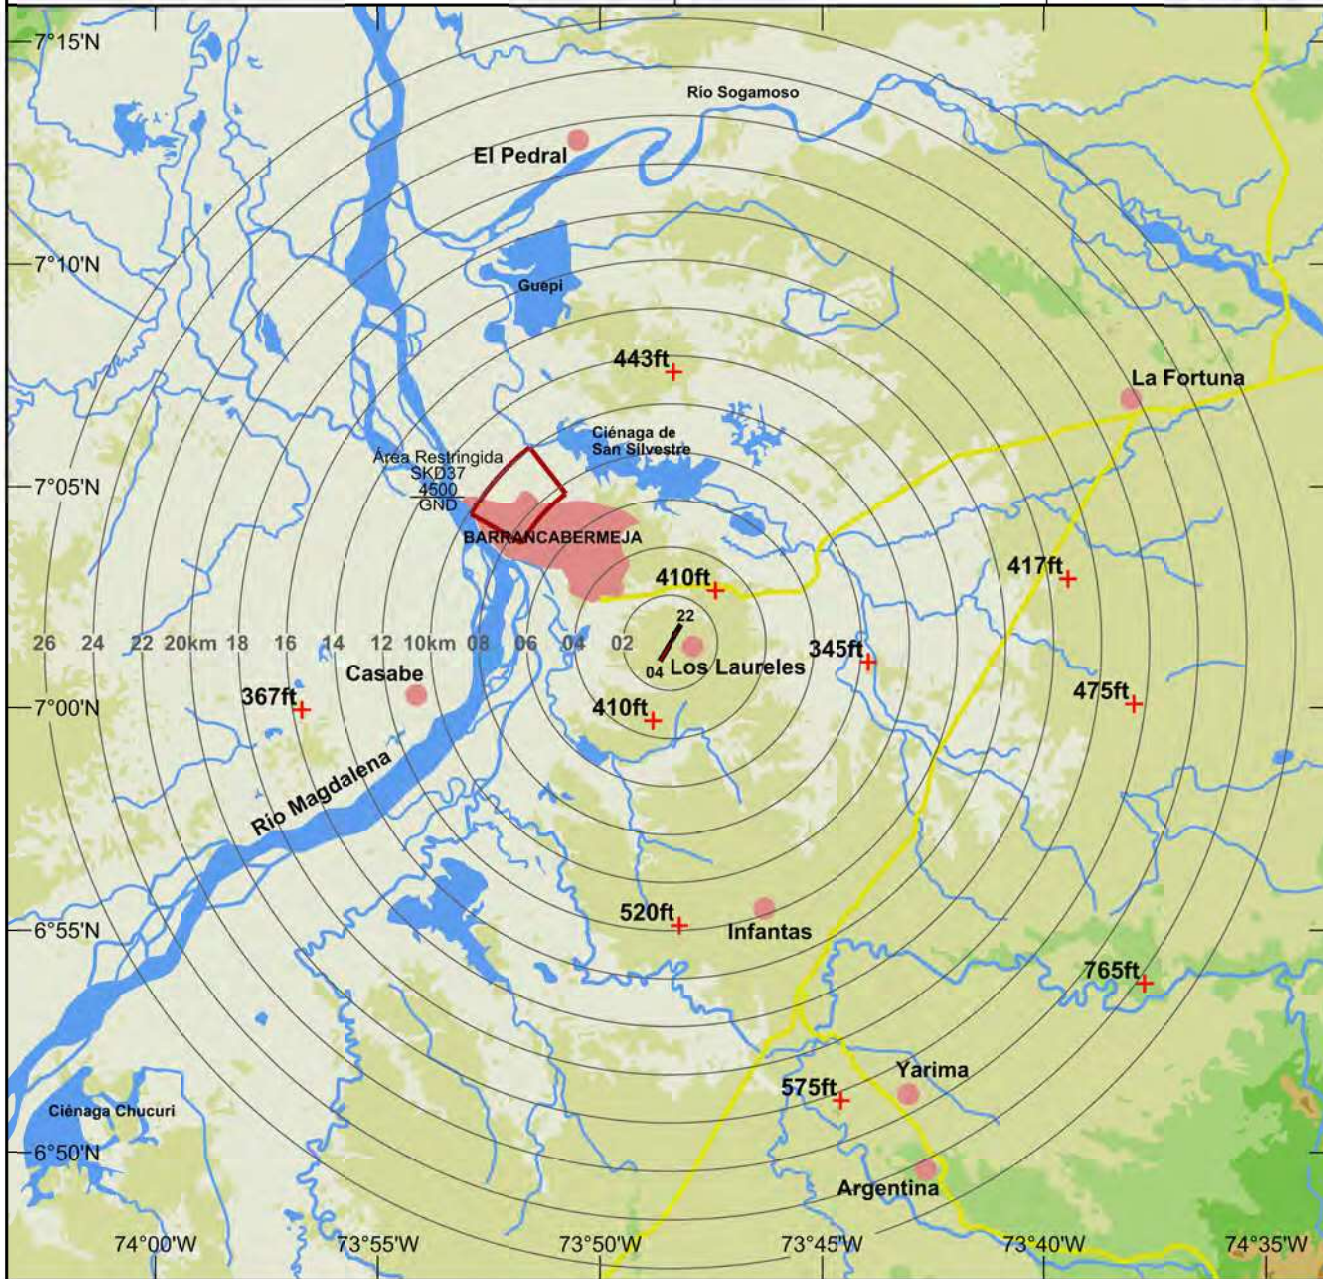 7°15'N
Río Sogamoso
El Pedral
7°10'N
Guepi
443ft
La Fortuna
Ciénaga de
San Silvestre
Área Restringida
SKD37
4500
GND
7°05'N
BARRANCABERMEJA
417ft
410ft
22
26 24 22 20km 18 16 14 12 10km 08 06 04 02
04 Los Laureles
345ft
Casabe
475ft
367ft
7°00'N
410ft
Río Magdalena
520ft
6°55'N
Infantas
765ft
Yarima
575ft
Ciénaga Chucuri
6°50'N
Argentina
74°00'W 73°55'W 73°50'W 73°45'W 73°40'W 74°35'W